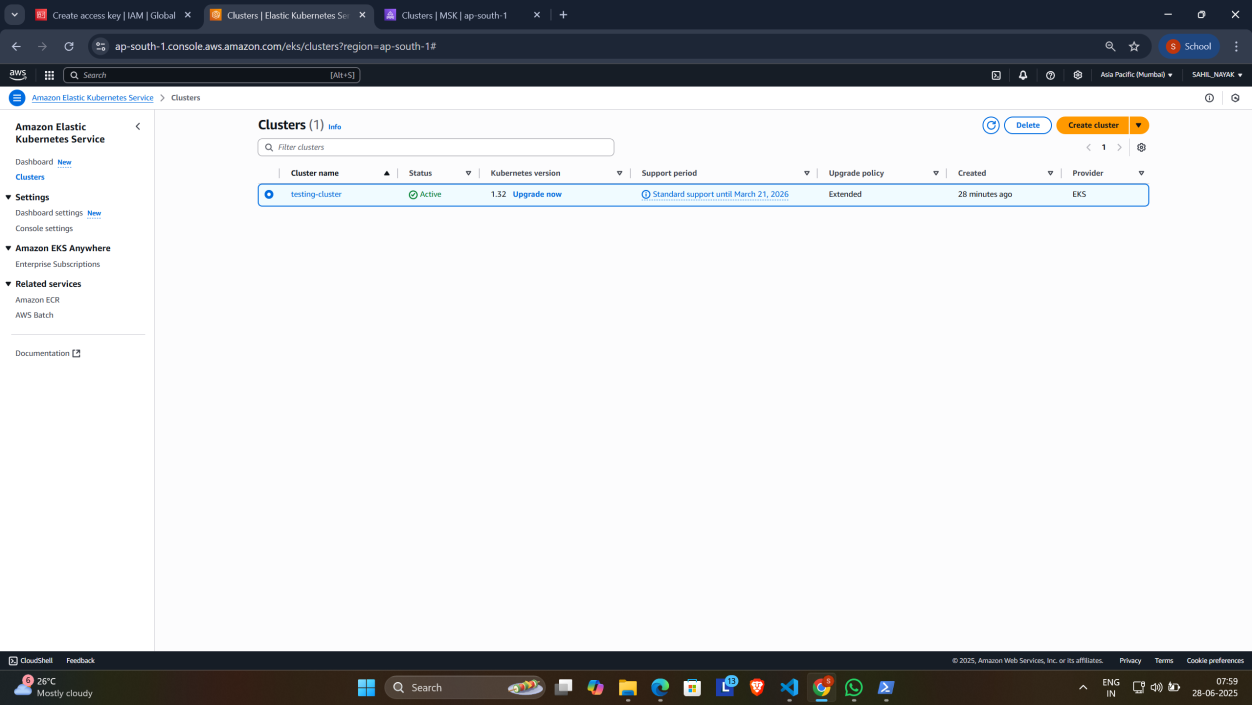 Create access key | IAM | Global
Clusters | Elastic Kubernetes Ser
Clusters | MSK | ap-south-1
ap-south-1.console.aws.amazon.com/eks/clusters?region=ap-south-1#
S School
aws
Search [Alt+S]
Asia Pacific (Mumbai)
SAHIL_NAYAK
Amazon Elastic Kubernetes Service > Clusters
Amazon Elastic
Kubernetes Service
Dashboard New
Clusters
Settings
Dashboard settings New
Console settings
Amazon EKS Anywhere
Enterprise Subscriptions
Related services
Amazon ECR
AWS Batch
Documentation
Clusters (1) Info
Delete
Create cluster
Filter clusters
1
Cluster name Status Kubernetes version Support period Upgrade policy Created Provider
testing-cluster Active 1.32 Upgrade now Standard support until March 21, 2026 Extended 28 minutes ago EKS
CloudShell Feedback
© 2025, Amazon Web Services, Inc. or its affiliates. Privacy Terms Cookie preferences
6
26°C
Mostly cloudy
Search
13
S
ENG
IN
07:59
28-06-2025